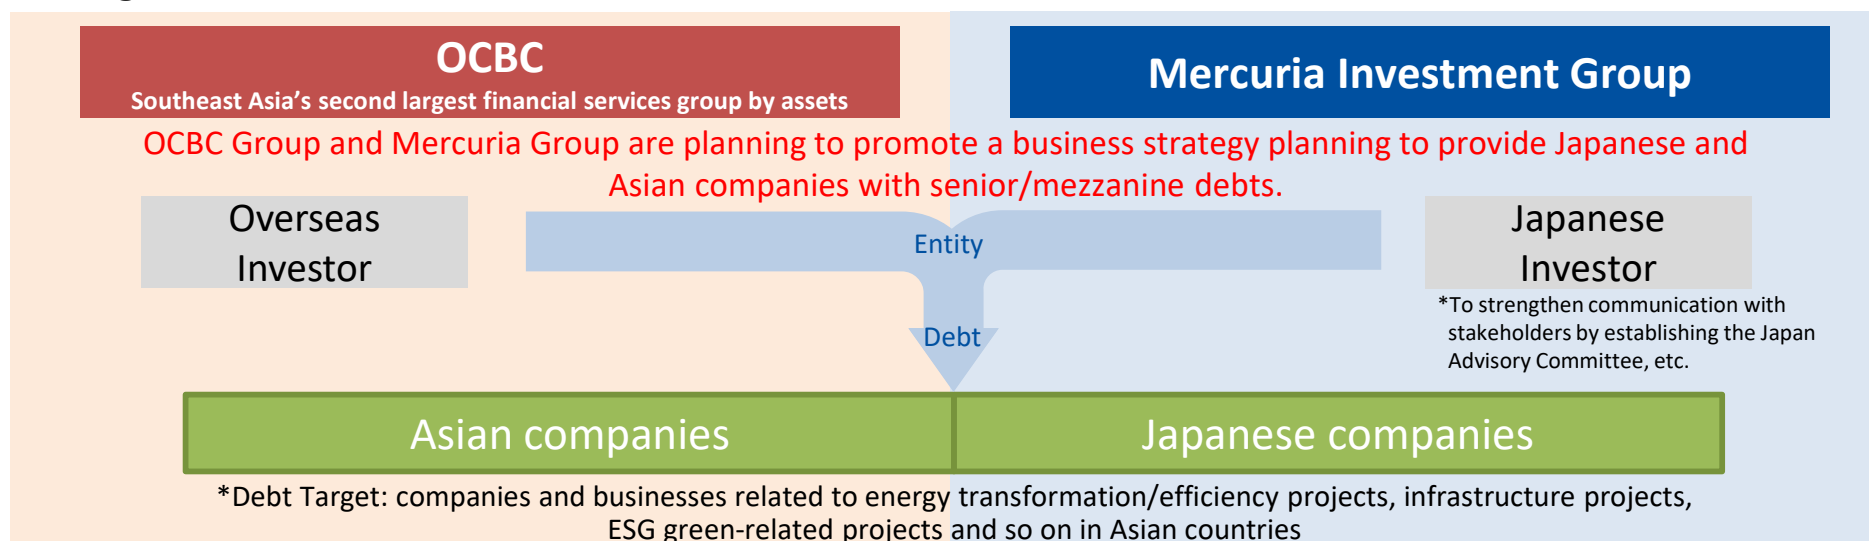 OCBC
Southeast Asia's second largest financial services group by assets
Mercuria Investment Group
OCBC Group and Mercuria Group are planning to promote a business strategy planning to provide Japanese and
Asian companies with senior/mezzanine debts.
Overseas
Investor
Entity
Debt
Japanese
Investor
*To strengthen communication with
stakeholders by establishing the Japan
Advisory Committee, etc.
Asian companies
Japanese companies
*Debt Target: companies and businesses related to energy transformation/efficiency projects, infrastructure projects,
ESG green-related projects and so on in Asian countries